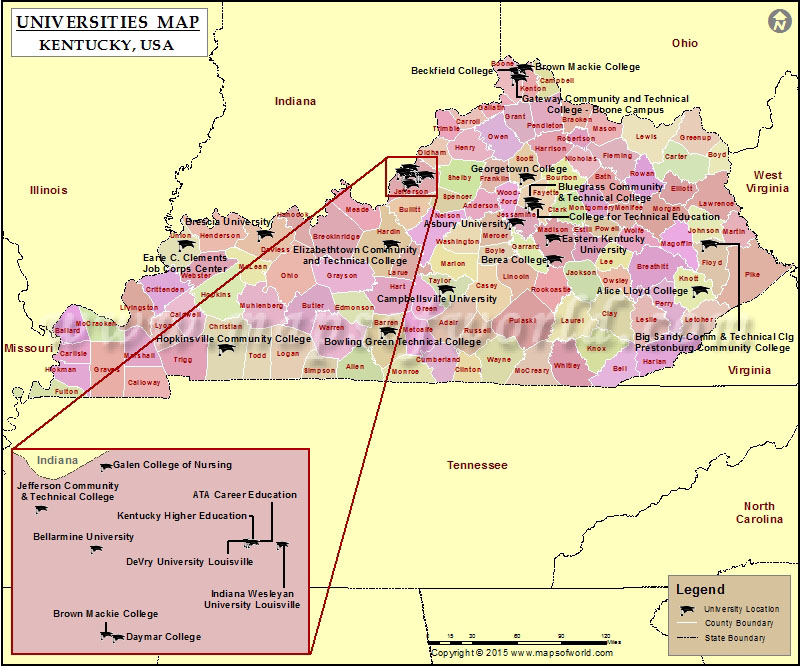 UNIVERSITIES MAP
KENTUCKY, USA
N
Ohio
Indiana
Illinois
West
Virginia
Missouri
Virginia
Tennessee
North
Carolina
Boone
Brown Mackie College
Beckfield College
Campbell
Kenton
Gateway Community and Technical
College - Boone Campus
Gallatin
Grant
Pendleton
Bracken
Mason
Carroll
Trimble
Owen
Robertson
Lewis
Greenup
Henry
Harrison
Oldham
Nicholas
Fleming
Carter
Boyd
Scott
Georgetown College
Shelby
Franklin
Bourbon
Bath
Rowan
Elliott
Jefferson
Fayette
Bluegrass Community
& Technical College
Spencer
Wood-
ford
Anderson
Lawrence
Meade
Bullitt
Nelson
Jessamine
Clark
Montgomery
Menifee
Morgan
College for Technical Education
Hancock
Brescia University
Asbury University
Mercer
Madison
Estill
Powell
Wolfe
Johnson
Martin
Union
Henderson
Daviess
Breckinridge
Hardin
Washington
Eastern Kentucky
University
Magoffin
Elizabethtown Community
and Technical College
Boyle
Garrard
Earle C. Clements
Job Corps Center
McLean
Ohio
Grayson
Larue
Marion
Berea College
Lee
Breathitt
Floyd
Pike
Webster
Lincoln
Jackson
Owsley
Knott
Crittenden
Hopkins
Hart
Taylor
Casey
Rockcastle
Alice Lloyd College
Campbellsville University
Perry
Livingston
Caldwell
Muhlenberg
Butler
Edmonson
Green
Clay
Leslie
Letcher
McCracken
Ballard
Lyon
Christian
Warren
Barren
Metcalfe
Adair
Russell
Pulaski
Laurel
Hopkinsville Community College
Bowling Green Technical College
Big Sandy Comm & Technical Clg
Prestonburg Community College
Carlisle
Marshall
Trigg
Todd
Logan
Simpson
Allen
Monroe
Cumberland
Clinton
Wayne
McCreary
Whitley
Knox
Bell
Harlan
Hickman
Graves
Calloway
Fulton
Indiana
Galen College of Nursing
Jefferson Community
& Technical College
ATA Career Education
Kentucky Higher Education
Bellarmine University
DeVry University Louisville
Indiana Wesleyan
University Louisville
Brown Mackie College
Daymar College
Legend
University Location
County Boundary
State Boundary
0 15 30 60 90 120
Miles
Copyright © 2015 www.mapsofworld.com